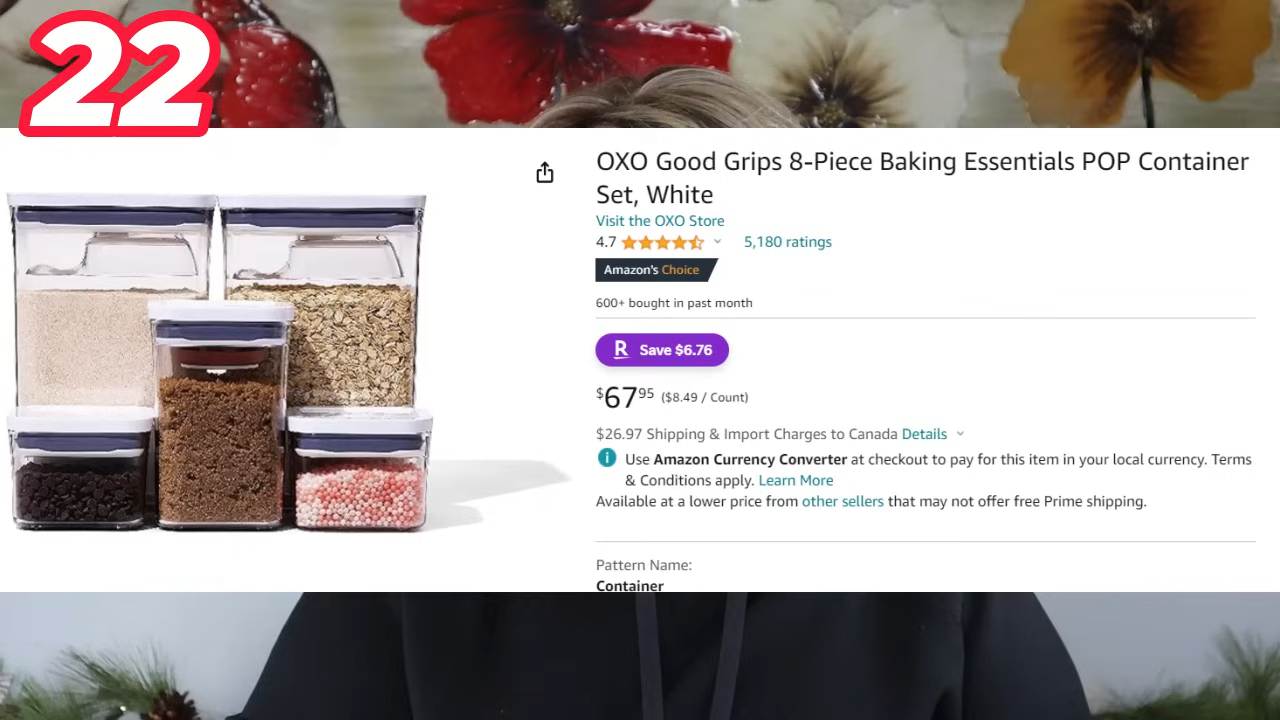 22
OXO Good Grips 8-Piece Baking Essentials POP Container
Set, White
Visit the OXO Store
4.7 5,180 ratings
Amazon's Choice
600+ bought in past month
R Save $6.76
$67.95 ($8.49 / Count)
$26.97 Shipping & Import Charges to Canada Details
Use Amazon Currency Converter at checkout to pay for this item in your local currency. Terms
& Conditions apply. Learn More
Available at a lower price from other sellers that may not offer free Prime shipping.
Pattern Name:
Container